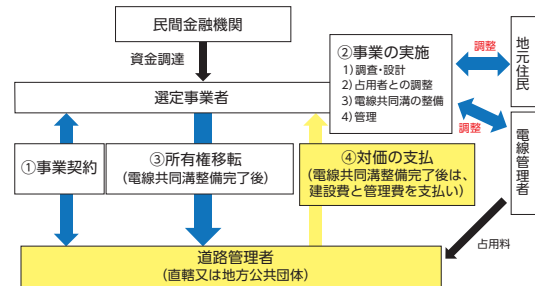 民間金融機関
資金調達
選定事業者
②事業の実施
1)調査・設計
2)占用者との調整
3)電線共同溝の整備
4)管理
調整
地元住民
調整
電線管理者
①事業契約
③所有権移転
(電線共同溝整備完了後)
④対価の支払
(電線共同溝整備完了後は、
建設費と管理費を支払い)
占用料
道路管理者
(直轄又は地方公共団体)